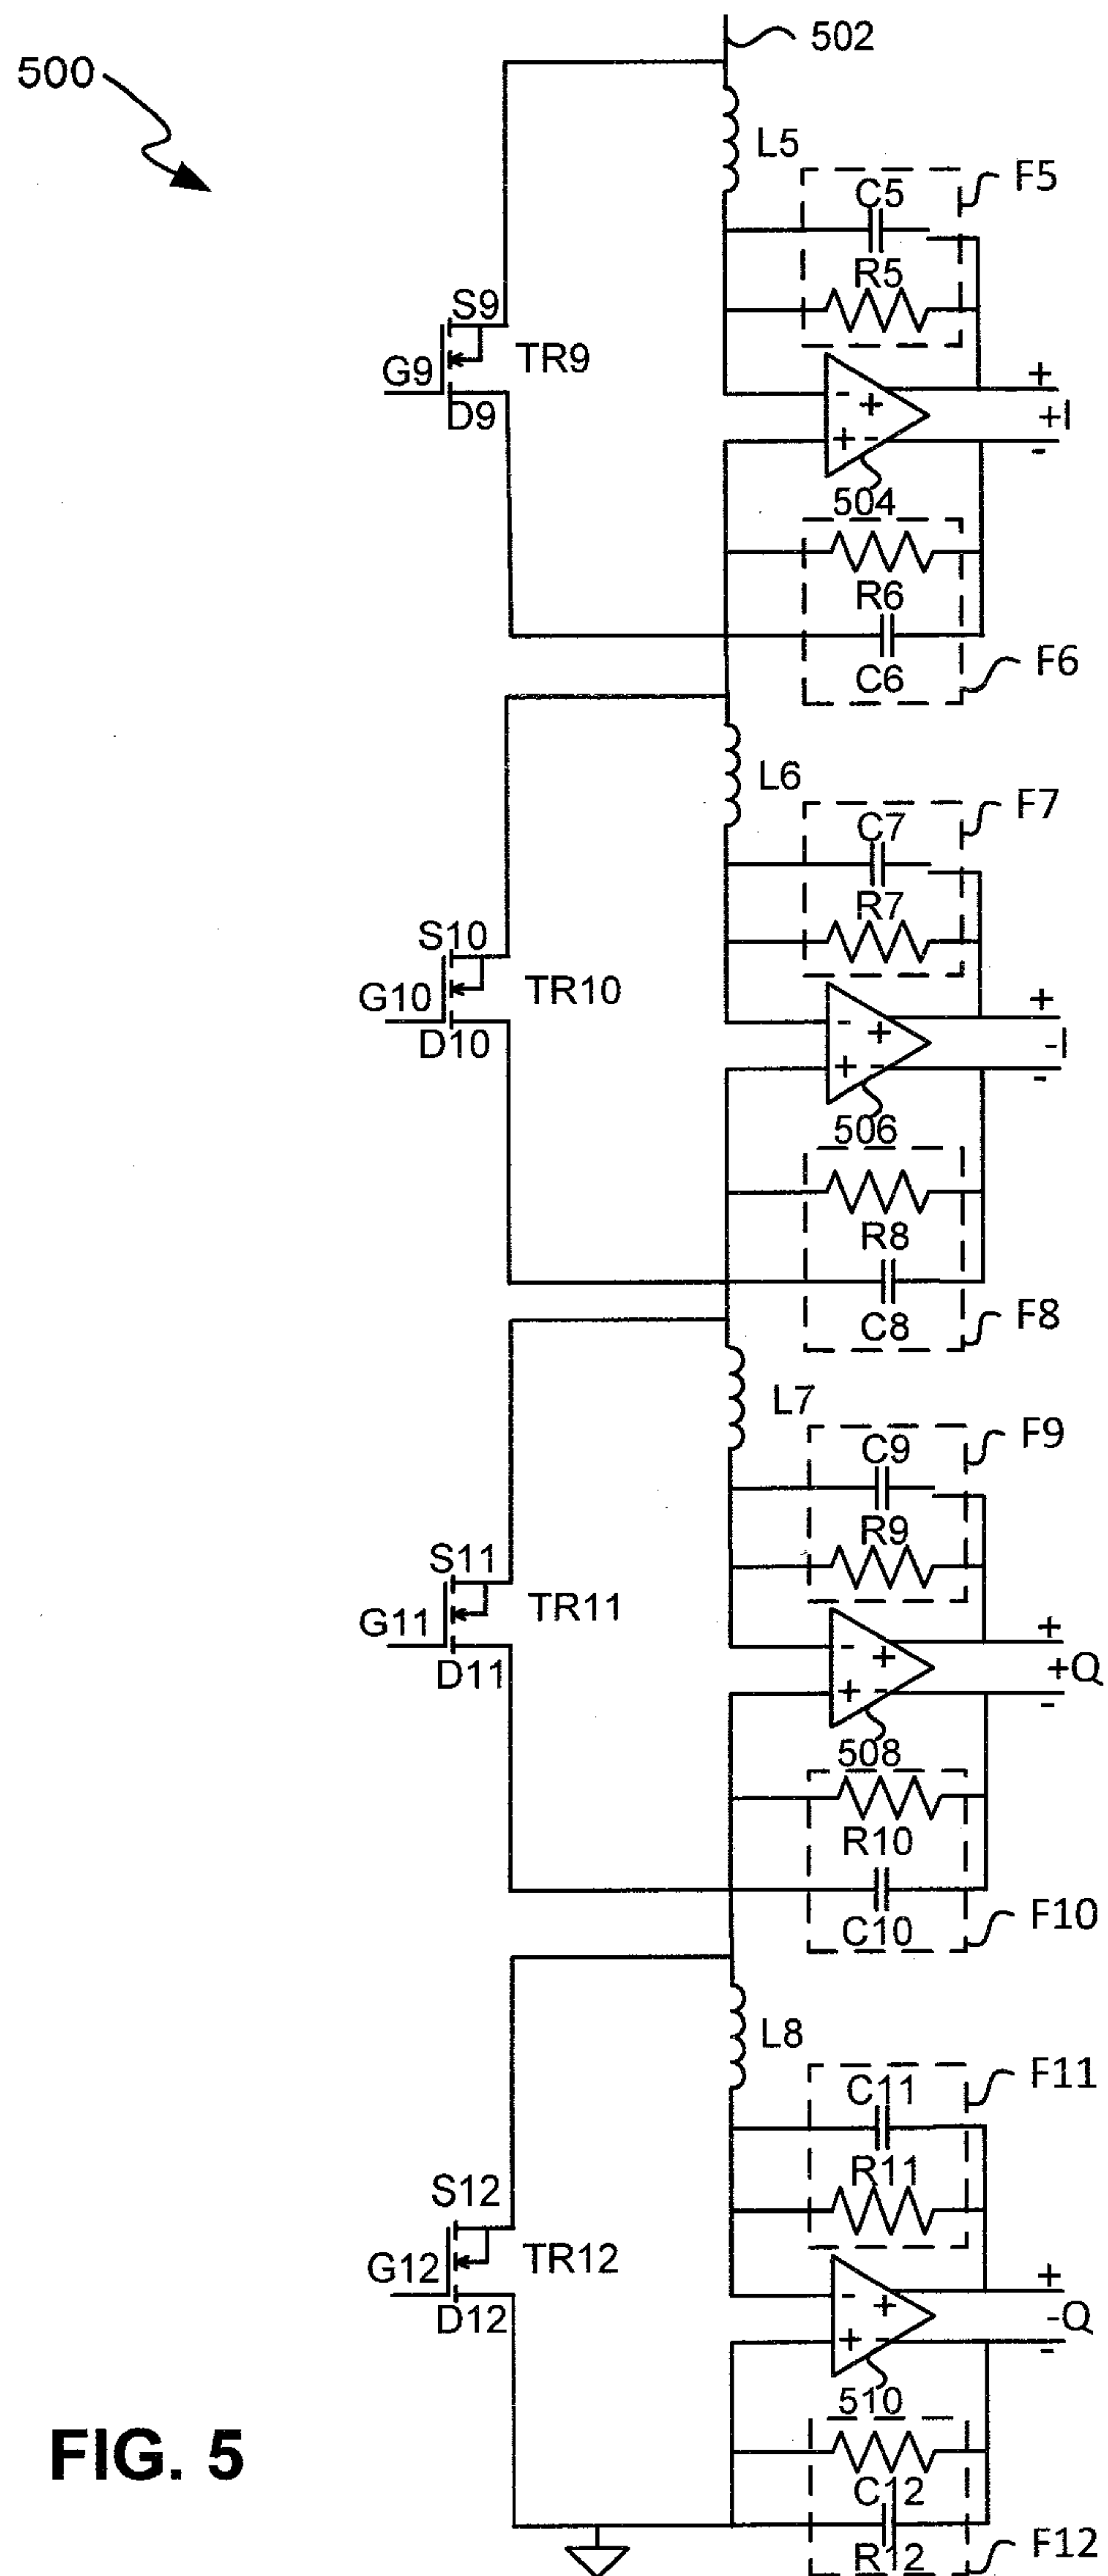 502
500
L5
C5
F5
R5
S9
TR9
G9
D9
-
+
+ -
+
+I
-
504
R6
C6
F6
L6
C7
F7
R7
S10
TR10
G10
D10
-
+
+ -
+
-I
-
506
R8
C8
F8
L7
C9
F9
R9
S11
TR11
G11
D11
-
+
+ -
+
+Q
-
508
R10
C10
F10
L8
C11
F11
R11
S12
TR12
G12
D12
-
+
+ -
+
-Q
-
510
C12
R12
F12
FIG. 5